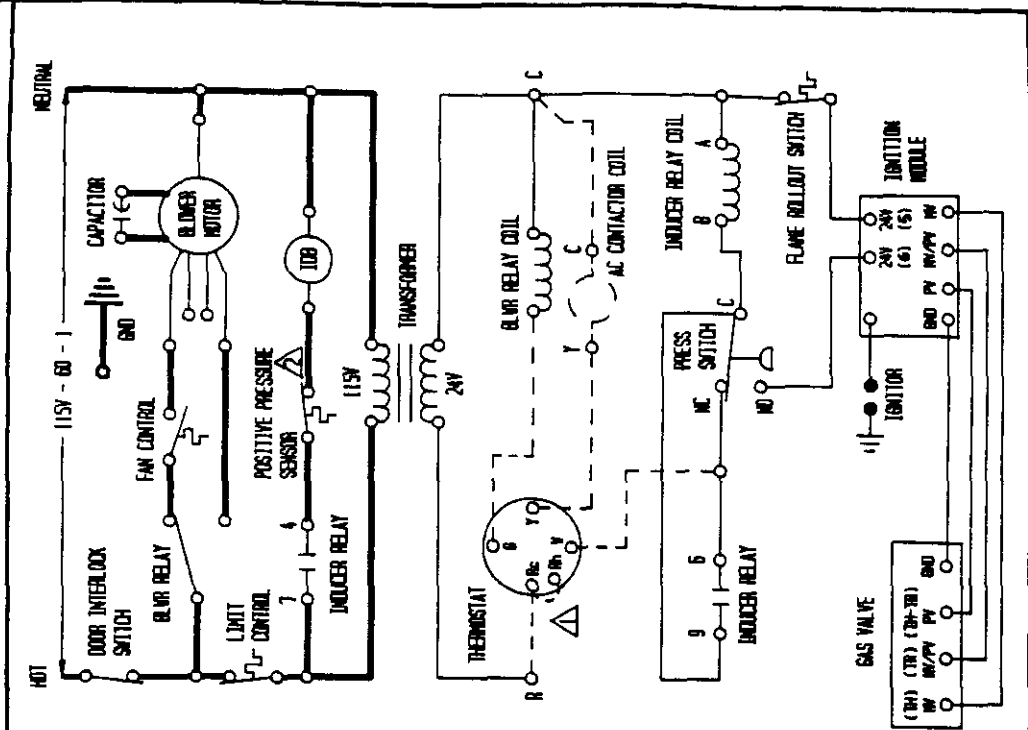 HOT
115V - 60 - 1
NEUTRAL
DOOR INTERLOCK
SWITCH
BLWR RELAY
FAN CONTROL
GND
CAPACITOR
BLOWER
MOTOR
LIMIT
CONTROL
7
4
INDUCER RELAY
POSITIVE PRESSURE
SENSOR
2
IDB
115V
TRANSFORMER
24V
R
THERMOSTAT
G
Rc
Y
Rh
W
1
BLWR RELAY COIL
C
Y
C
AC CONTACTOR COIL
9
6
INDUCER RELAY
NC
PRESS
SWITCH
C
NO
B
A
INDUCER RELAY COIL
FLAME ROLLOUT SWITCH
IGNITOR
IGNITION
MODULE
24V
(6)
24V
(5)
GND
PV
MV/PV
MV
GAS VALVE
(TH)
(TR)
(TH-TR)
MV
MV/PV
PV
GND